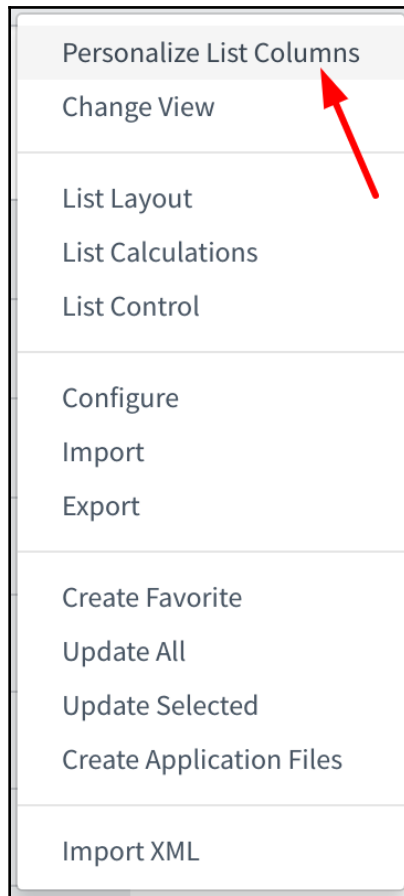 Personalize List Columns
Change View
List Layout
List Calculations
List Control
Configure
Import
Export
Create Favorite
Update All
Update Selected
Create Application Files
Import XML